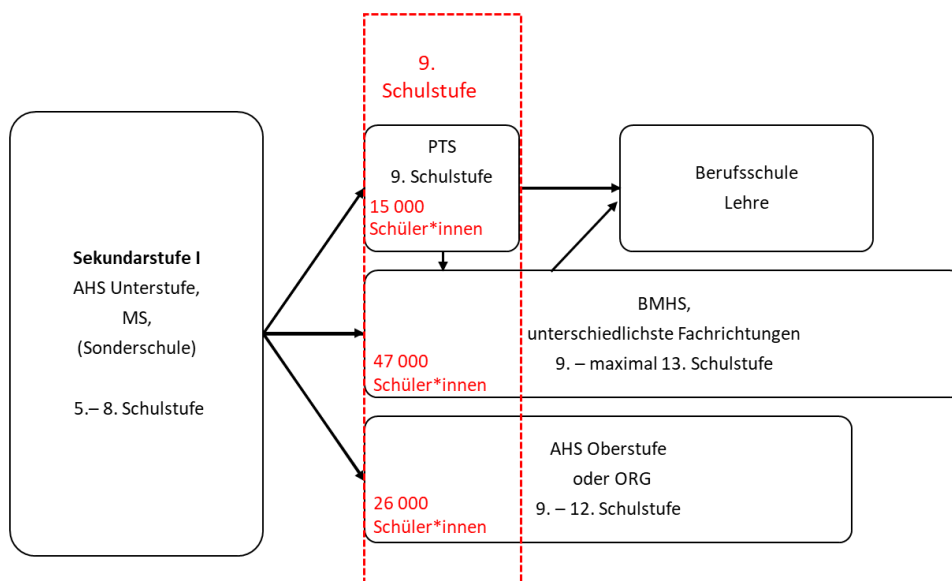 9.
Schulstufe
PTS
9. Schulstufe
15 000
Schüler*innen
Berufsschule
Lehre
Sekundarstufe I
AHS Unterstufe,
MS,
(Sonderschule)
5.– 8. Schulstufe
BMHS,
unterschiedlichste Fachrichtungen
9. – maximal 13. Schulstufe
47 000
Schüler*innen
AHS Oberstufe
oder ORG
9. – 12. Schulstufe
26 000
Schüler*innen